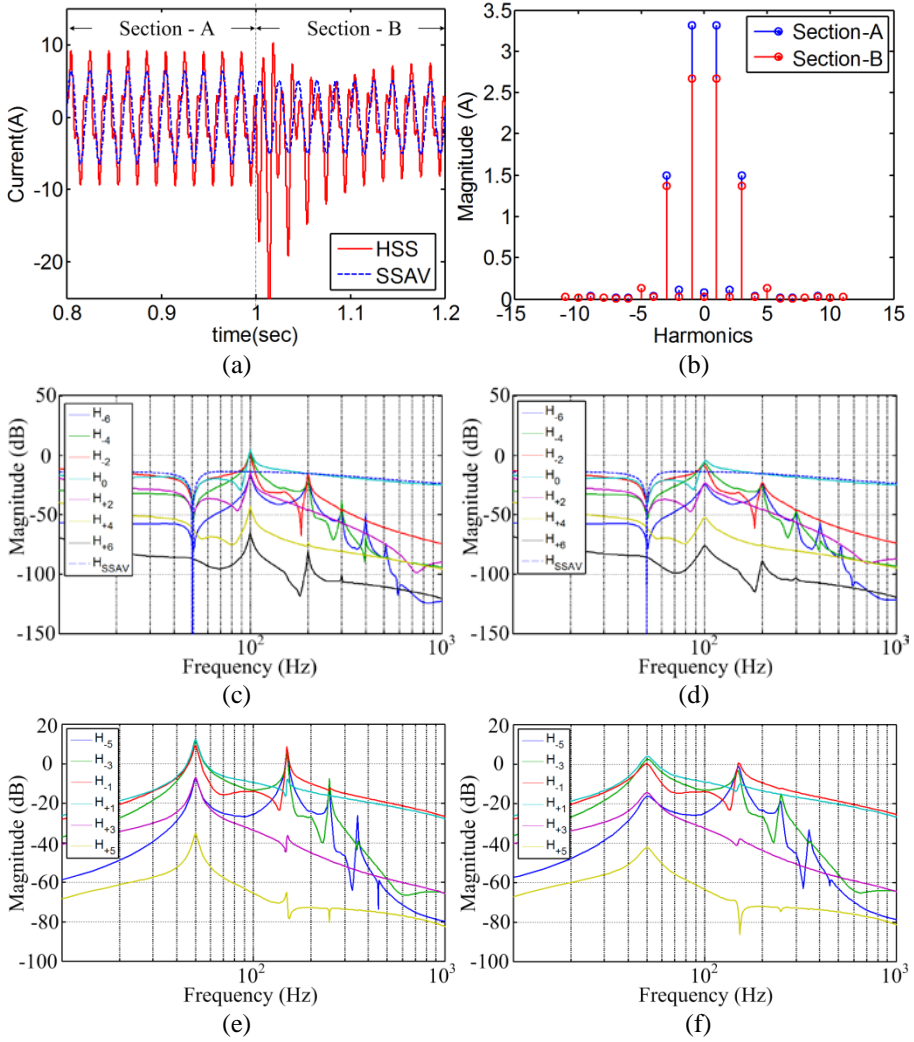 Section - A
Section - B
10
0
-10
-20
Current(A)
HSS
SSAV
0.8
0.9
1
1.1
1.2
time(sec)
(a)
3.5
3
2.5
2
1.5
1
0.5
0
Magnitude (A)
Section-A
Section-B
-15
-10
-5
0
5
10
15
Harmonics
(b)
50
0
-50
-100
-150
Magnitude (dB)
H-6
H-4
H-2
H0
H+2
H+4
H+6
HSSAV
10^2
10^3
Frequency (Hz)
(c)
50
0
-50
-100
-150
Magnitude (dB)
H-6
H-4
H-2
H0
H+2
H+4
H+6
HSSAV
10^2
10^3
Frequency (Hz)
(d)
20
0
-20
-40
-60
-80
-100
Magnitude (dB)
H-5
H-3
H-1
H+1
H+3
H+5
10^2
10^3
Frequency (Hz)
(e)
20
0
-20
-40
-60
-80
-100
Magnitude (dB)
H-5
H-3
H-1
H+1
H+3
H+5
10^2
10^3
Frequency (Hz)
(f)